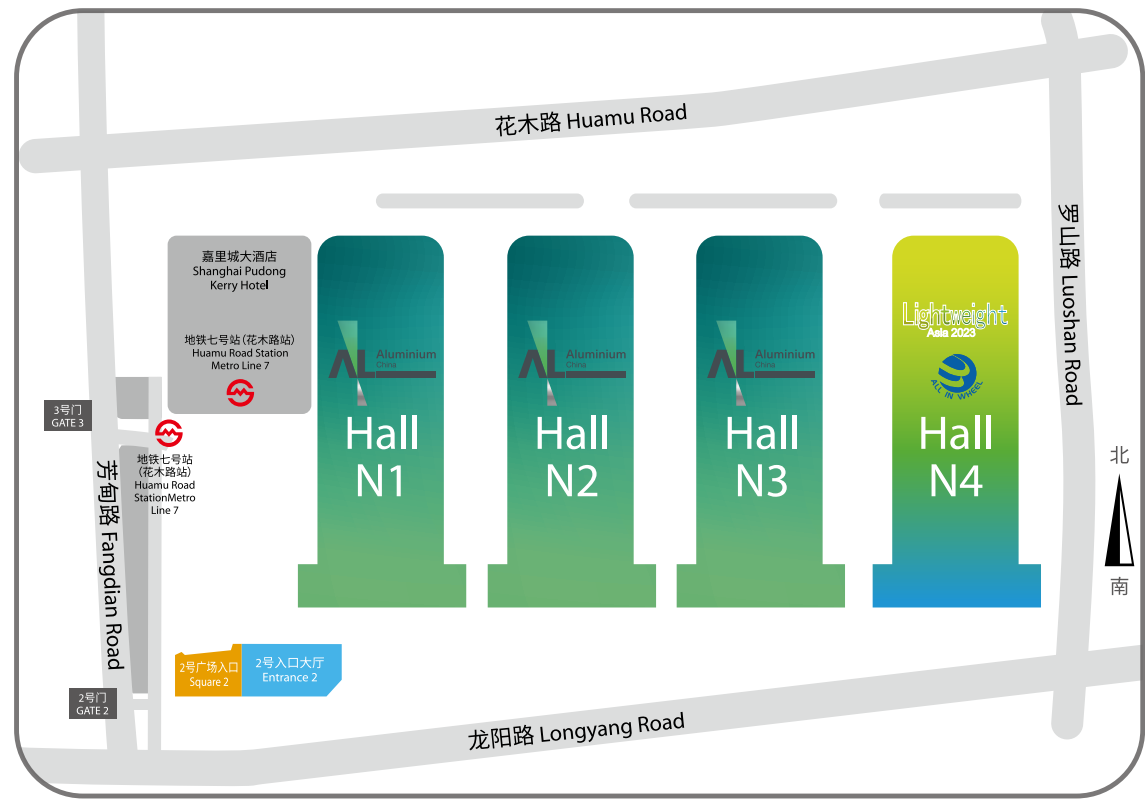 花木路 Huamu Road
罗山路 Luoshan Road
嘉里城大酒店
Shanghai Pudong
Kerry Hotel
地铁七号站(花木路站)
Huamu Road Station
Metro Line 7
AL Aluminium
China
Hall
N1
AL Aluminium
China
Hall
N2
AL Aluminium
China
Hall
N3
Lightweight
Asia 2023
ALL IN WHEEL
Hall
N4
3号门
GATE 3
地铁七号站
(花木路站)
Huamu Road
StationMetro
Line 7
芳甸路 Fangdian Road
北
南
2号广场入口
Square 2
2号入口大厅
Entrance 2
2号门
GATE 2
龙阳路 Longyang Road